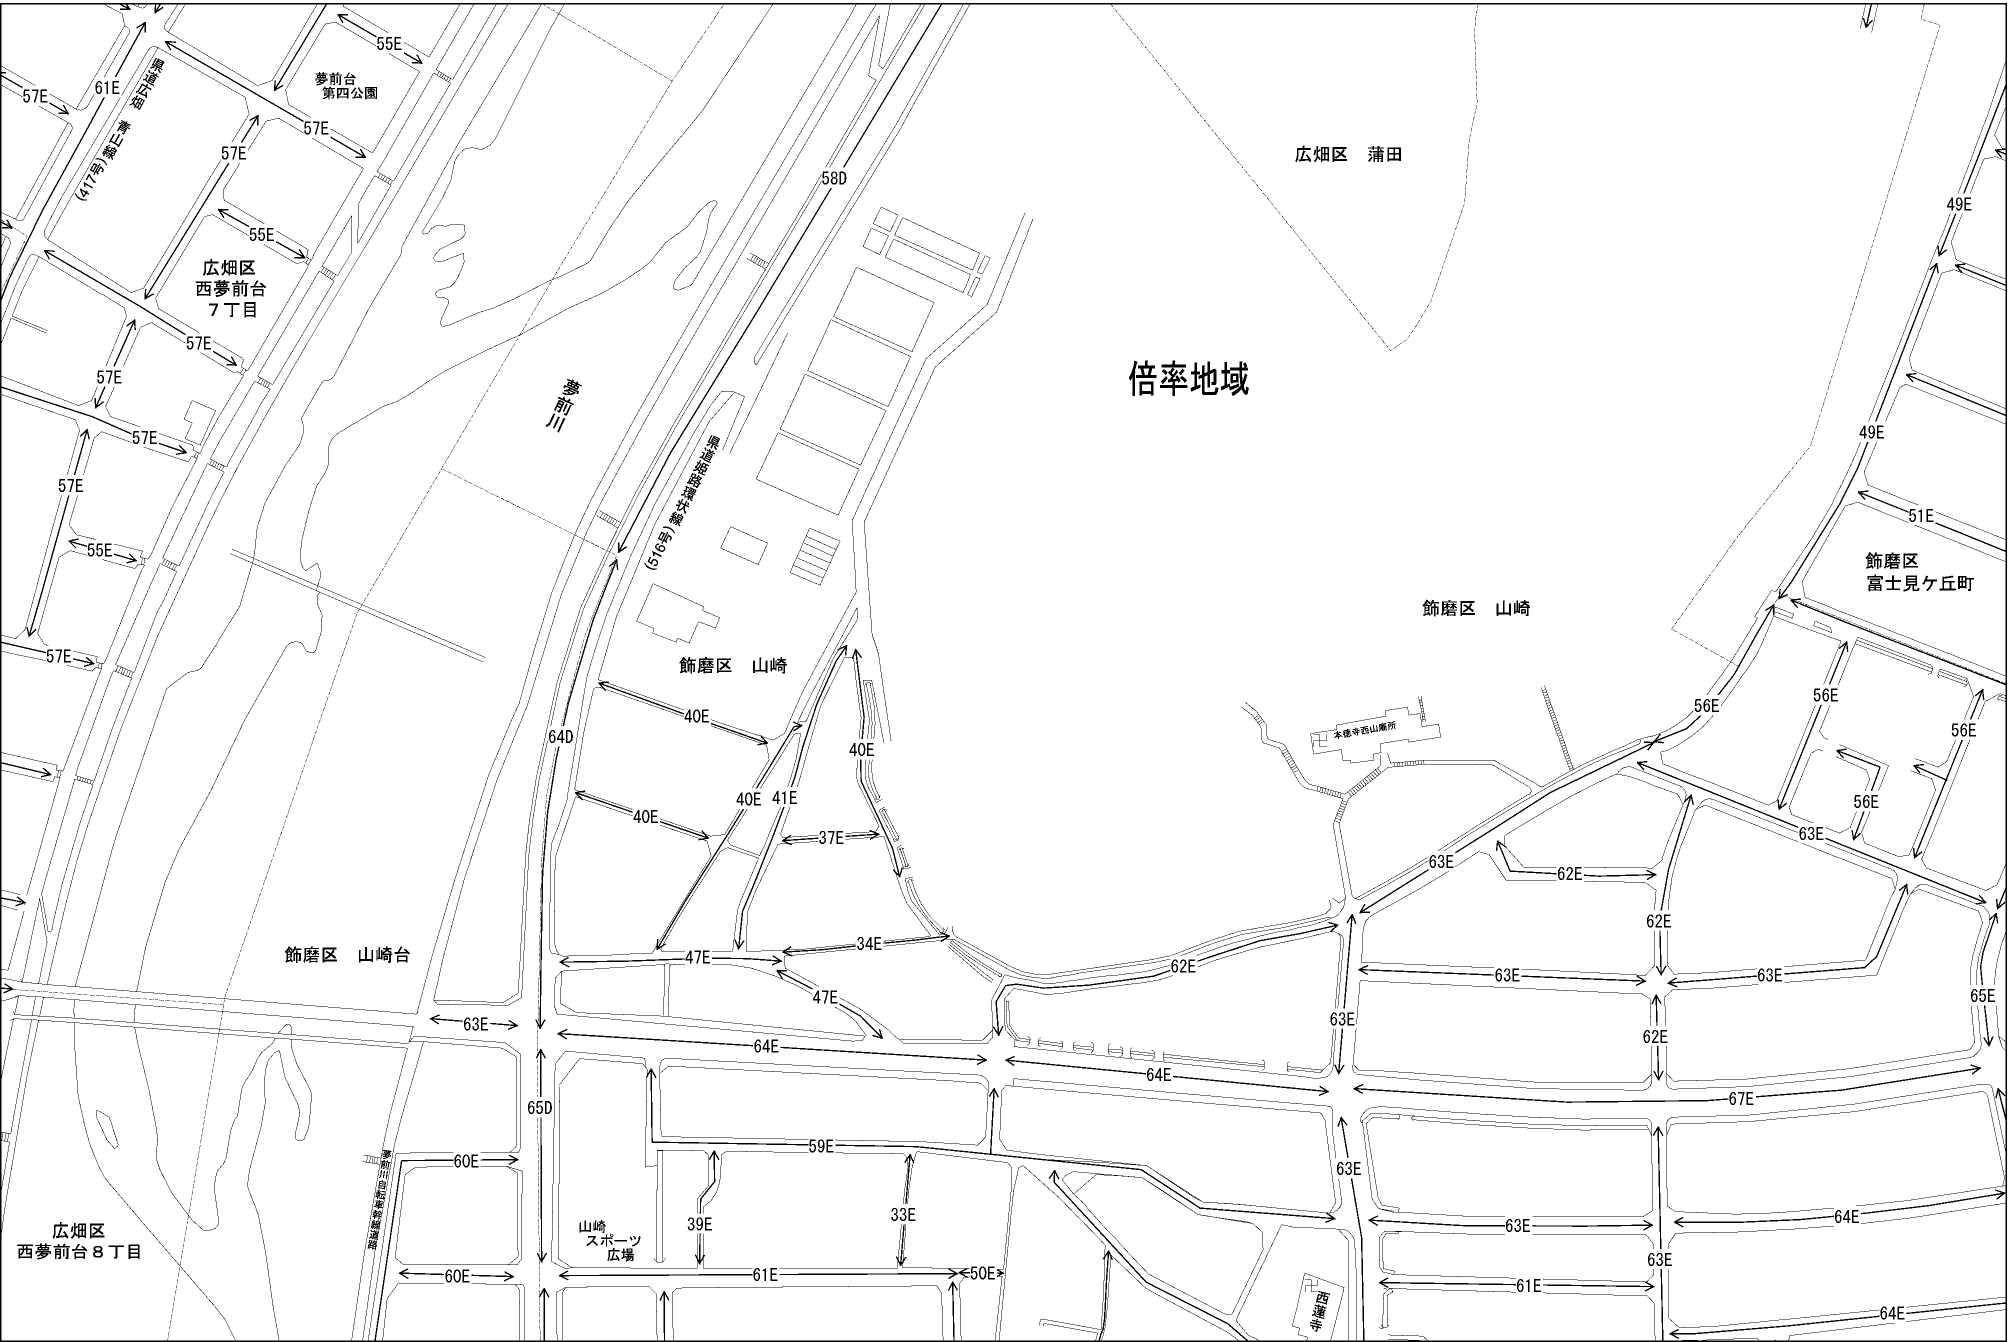 55E
夢前台
第四公園
61E
57E
県道広畑 青山線
(417号)
57E
57E
58D
広畑区 蒲田
49E
55E
広畑区
西夢前台
７丁目
57E
57E
倍率地域
夢前川
57E
県道姫路環状線
(516号)
49E
57E
51E
55E
飾磨区
富士見ケ丘町
飾磨区 山崎
57E
飾磨区 山崎
40E
56E
56E
本徳寺西山廟所
56E
64D
40E
40E
41E
56E
40E
37E
63E
63E
62E
62E
34E
飾磨区 山崎台
47E
62E
63E
63E
47E
65E
63E
63E
62E
64E
64E
67E
65D
59E
60E
63E
夢前川自転車道線
39E
33E
64E
63E
広畑区
西夢前台８丁目
山崎
スポーツ
広場
63E
60E
61E
50E
61E
西蓮寺
64E